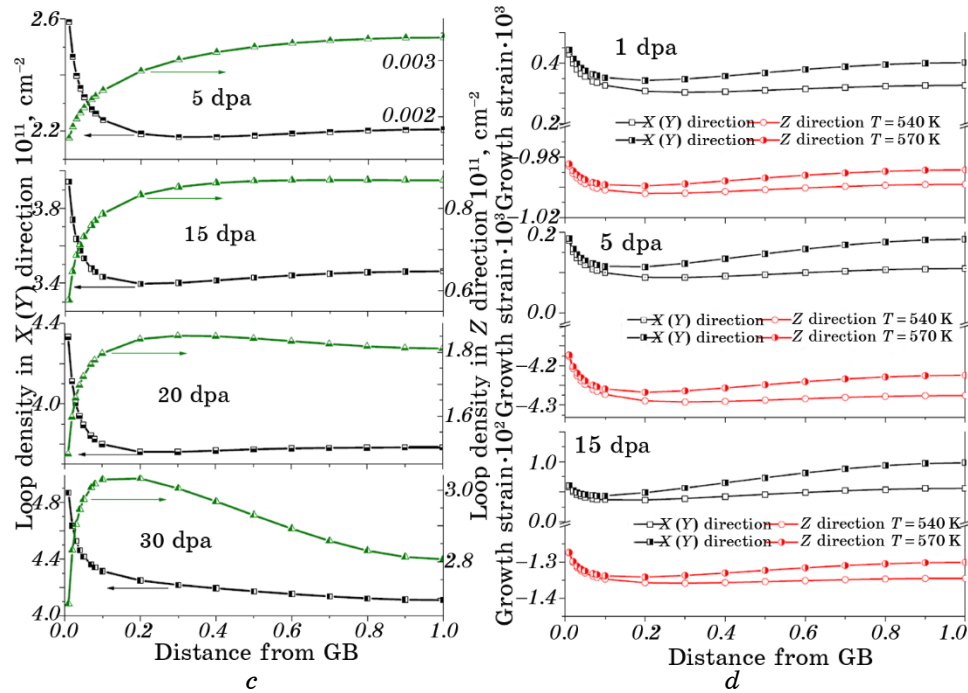 2.6
2.4
2.2
0.003
0.002
5 dpa
3.8
3.4
0.8
0.6
15 dpa
4.4
4.0
1.8
1.6
1.4
20 dpa
4.8
4.4
4.0
3.0
2.8
30 dpa
0.0 0.2 0.4 0.6 0.8 1.0
Distance from GB
Loop density in X (Y) direction 10¹¹, cm⁻²
Loop density in Z direction 10¹¹, cm⁻²
c
1 dpa
0.4
0.2
X (Y) direction Z direction T = 540 K
X (Y) direction Z direction T = 570 K
−0.98
−1.02
Growth strain·10³
5 dpa
0.2
0.0
X (Y) direction Z direction T = 540 K
X (Y) direction Z direction T = 570 K
−4.2
−4.3
Growth strain·10³
15 dpa
1.0
0.0
X (Y) direction Z direction T = 540 K
X (Y) direction Z direction T = 570 K
−1.3
−1.4
Growth strain·10²
0.0 0.2 0.4 0.6 0.8 1.0
Distance from GB
d